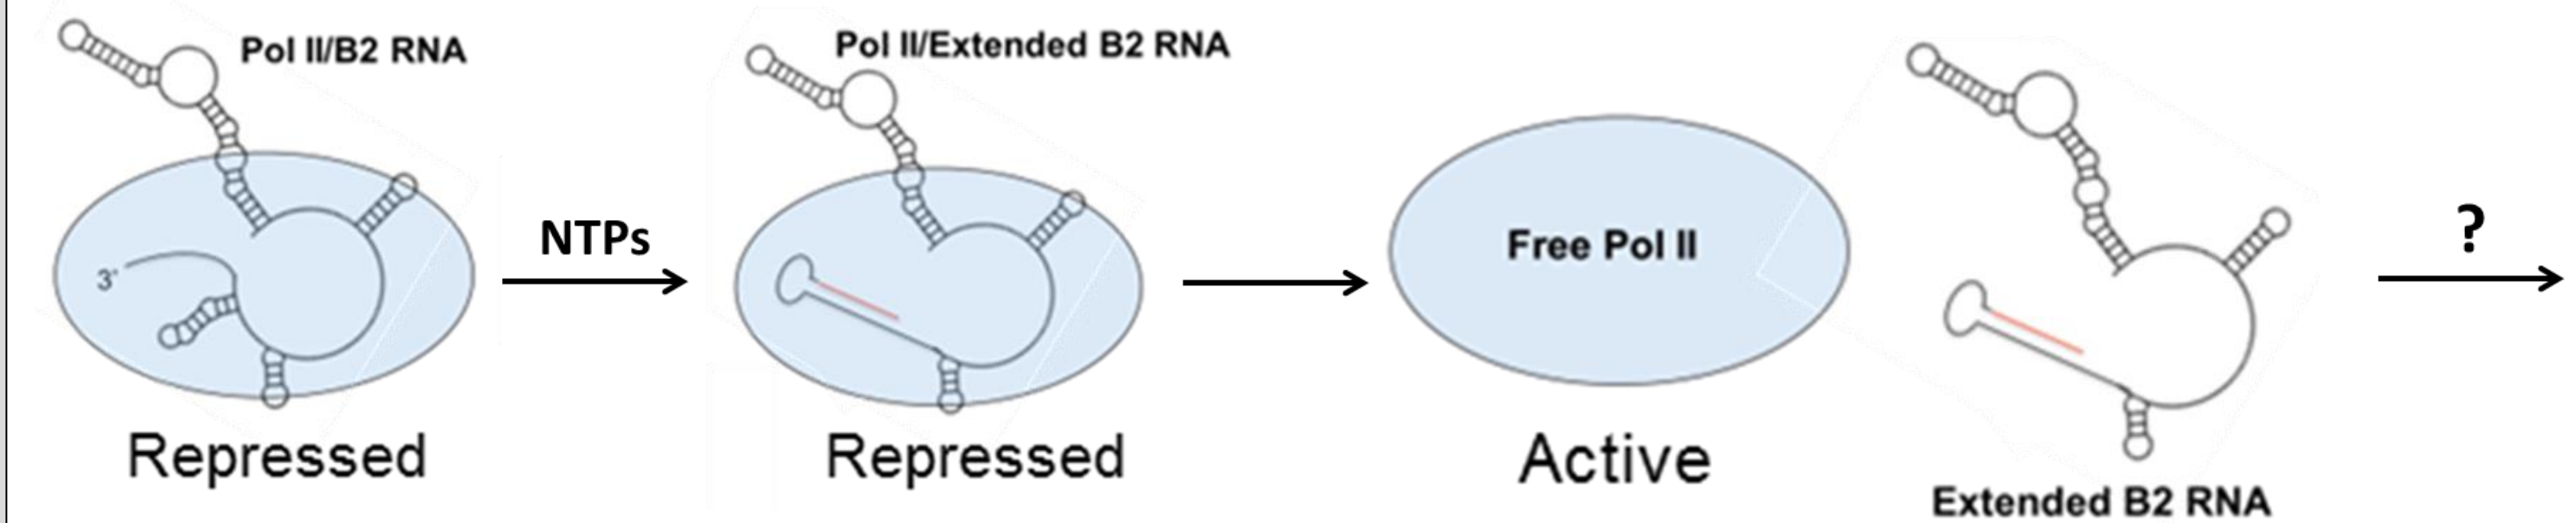 Pol II/B2 RNA
3'
Repressed
NTPs
Pol II/Extended B2 RNA
Repressed
Free Pol II
Active
Extended B2 RNA
?